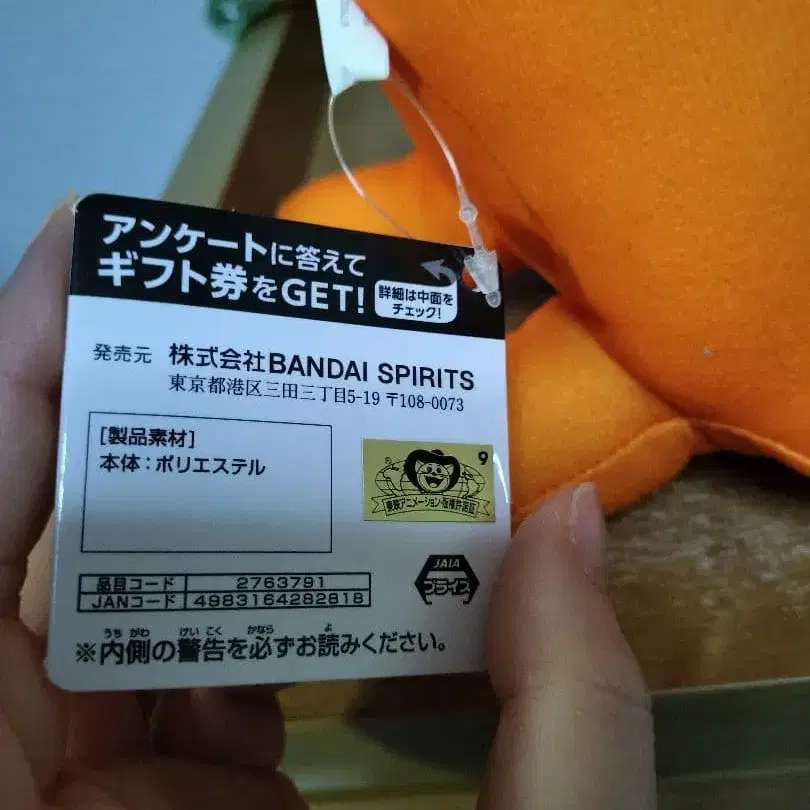 アンケートに答えて
ギフト券をGET!
詳細は中面を
チェック!
発売元 株式会社BANDAI SPIRITS
東京都港区三田三丁目5-19 〒108-0073
[製品素材]
本体:ポリエステル
9
東映アニメーション・版権許諾証
JAIA
プライズ
品目コード 2763791
JANコード 4983164282818
うち がわ けい こく かなら よ
※内側の警告を必ずお読みください。